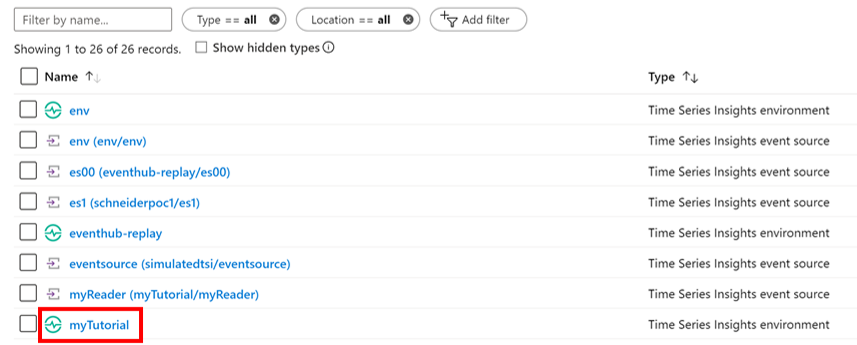 Filter by name... Type == all Location == all Add filter
Showing 1 to 26 of 26 records. Show hidden types
Name Type
env Time Series Insights environment
env (env/env) Time Series Insights event source
es00 (eventhub-replay/es00) Time Series Insights event source
es1 (schneiderpoc1/es1) Time Series Insights event source
eventhub-replay Time Series Insights environment
eventsource (simulatedtsi/eventsource) Time Series Insights event source
myReader (myTutorial/myReader) Time Series Insights event source
myTutorial Time Series Insights environment